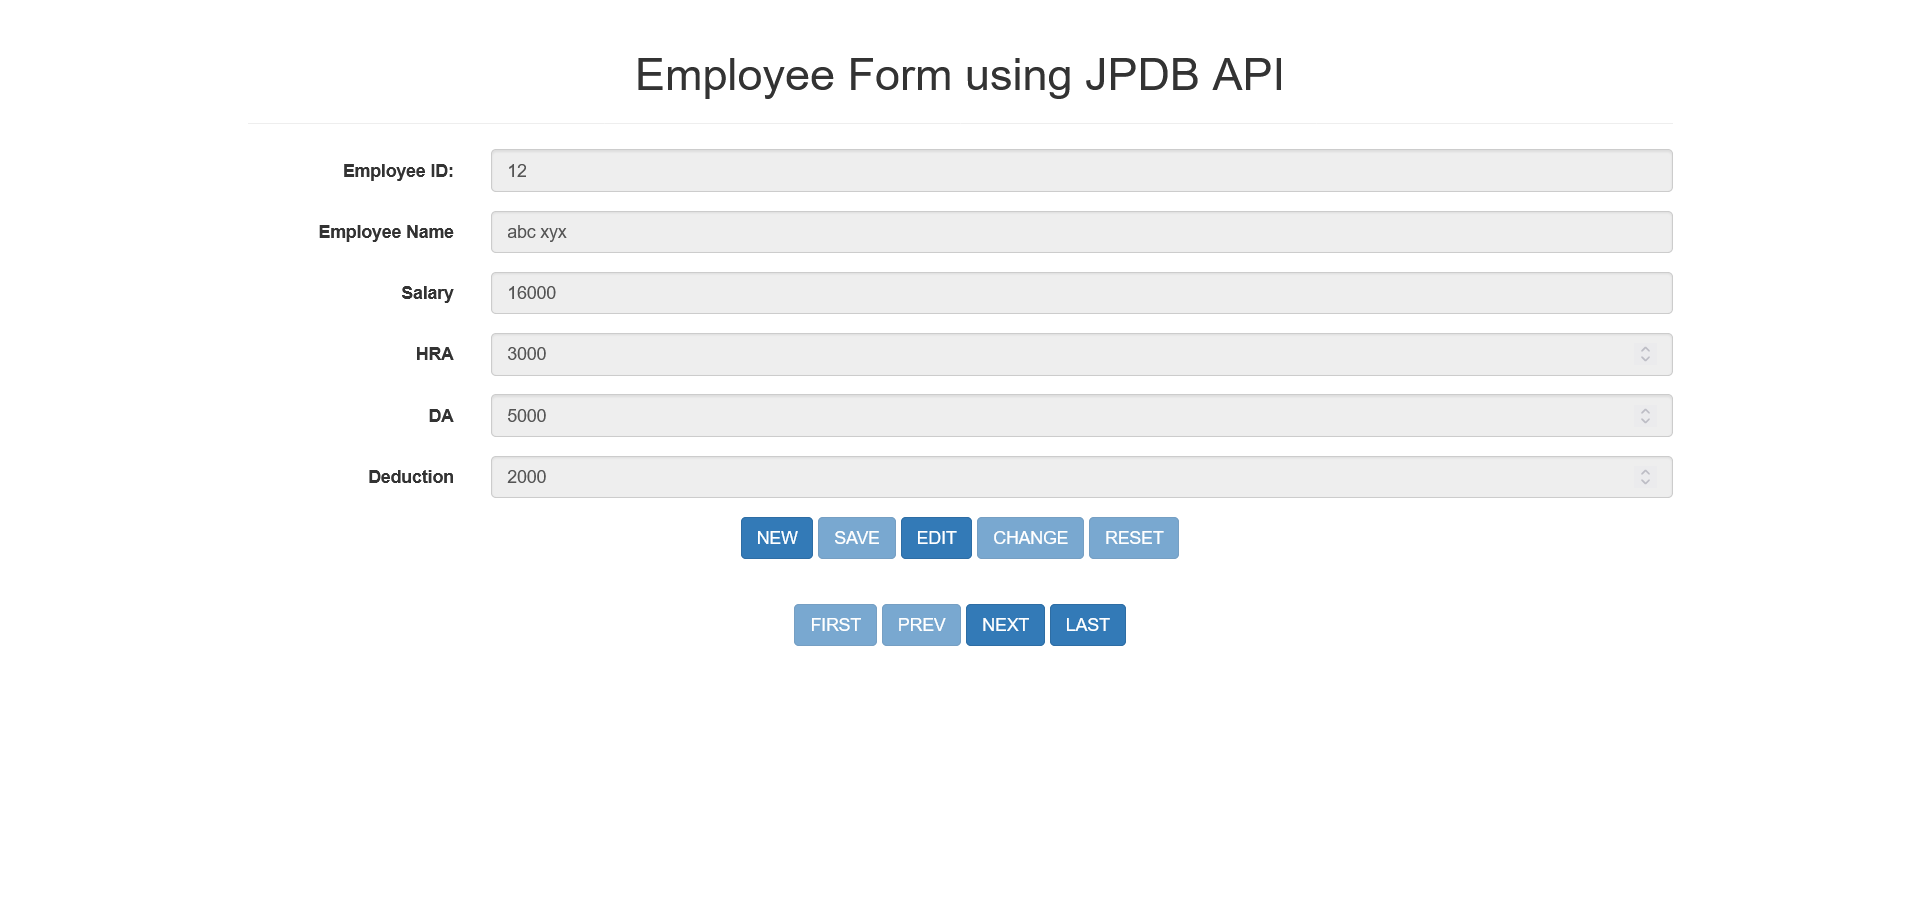 Employee Form using JPDB API
Employee ID: 12
Employee Name abc xyx
Salary 16000
HRA 3000
DA 5000
Deduction 2000
NEW SAVE EDIT CHANGE RESET
FIRST PREV NEXT LAST